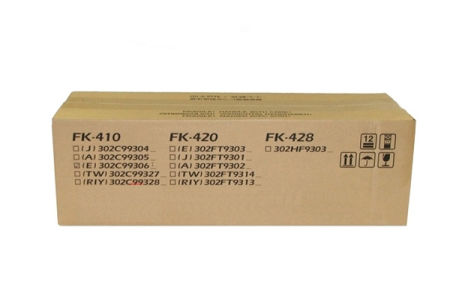 FK-410 FK-420 FK-428
☐(J)302C99304 ☐(E)302FT9303 ☐302HF9303
☐(A)302C99305 ☐(J)302FT9301
☑(E)302C99306 ☐(A)302FT9302
☐(TW)302C99327 ☐(TW)302FT9314
☐(RIY)302C99328 ☐(RIY)302FT9313
12